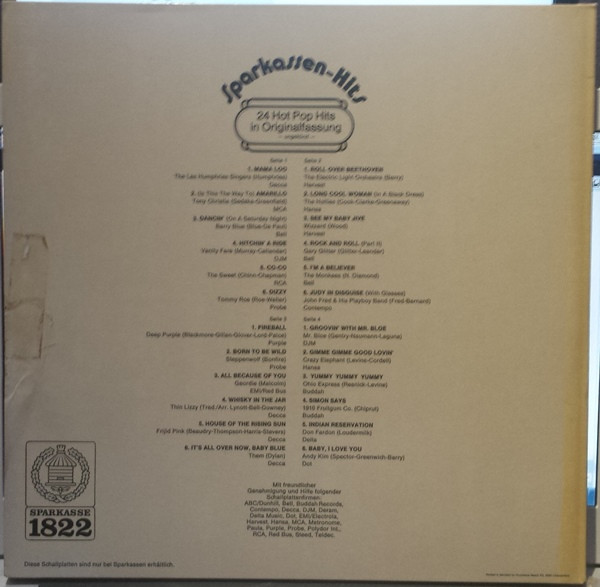 Sparkassen-Hits
24 Hot Pop Hits
in Originalfassung
– ungekürzt –
Seite 1
1. MAMA LOO
The Les Humphries Singers (Humphries)
Decca
2. (Is This The Way To) AMARILLO
Tony Christie (Sedaka-Greenfield)
MCA
3. DANCIN' (On A Saturday Night)
Barry Blue (Blue-De Paul)
Bell
4. HITCHIN' A RIDE
Vanity Fare (Murray-Callander)
DJM
5. CO-CO
The Sweet (Chinn-Chapman)
RCA
6. DIZZY
Tommy Roe (Roe-Weller)
Probe
Seite 2
1. ROLL OVER BEETHOVEN
The Electric Light Orchestra (Berry)
Harvest
2. LONG COOL WOMAN (In A Black Dress)
The Hollies (Cook-Clarke-Greenaway)
Hansa
3. SEE MY BABY JIVE
Wizzard (Wood)
Harvest
4. ROCK AND ROLL (Part II)
Gary Glitter (Glitter-Leander)
Bell
5. I'M A BELIEVER
The Monkees (N. Diamond)
Bell
6. JUDY IN DISGUISE (With Glasses)
John Fred & His Playboy Band (Fred-Bernard)
Contempo
Seite 3
1. FIREBALL
Deep Purple (Blackmore-Gillan-Glover-Lord-Paice)
Purple
2. BORN TO BE WILD
Steppenwolf (Bonfire)
Probe
3. ALL BECAUSE OF YOU
Geordie (Malcolm)
EMI/Red Bus
4. WHISKY IN THE JAR
Thin Lizzy (Trad./Arr. Lynott-Bell-Downey)
Decca
5. HOUSE OF THE RISING SUN
Frijid Pink (Beaudry-Thompson-Harris-Stevers)
Decca
6. IT'S ALL OVER NOW, BABY BLUE
Them (Dylan)
Decca
Seite 4
1. GROOVIN' WITH MR. BLOE
Mr. Bloe (Gentry-Naumann-Laguna)
DJM
2. GIMME GIMME GOOD LOVIN'
Crazy Elephant (Levine-Cordell)
Hansa
3. YUMMY YUMMY YUMMY
Ohio Express (Resnick-Levine)
Buddah
4. SIMON SAYS
1910 Fruitgum Co. (Chiprut)
Buddah
5. INDIAN RESERVATION
Don Fardon (Loudermilk)
Delta
6. BABY, I LOVE YOU
Andy Kim (Spector-Greenwich-Barry)
Dot
Mit freundlicher
Genehmigung und Hilfe folgender
Schallplattenfirmen:
ABC/Dunhill, Bell, Buddah Records,
Contempo, Decca, DJM, Deram,
Delta Music, Dot, EMI/Electrola,
Harvest, Hansa, MCA, Metronome,
Paula, Purple, Probe, Polydor Int.,
RCA, Red Bus, Steed, Teldec.
SPARKASSE
1822
Diese Schallplatten sind nur bei Sparkassen erhältlich.